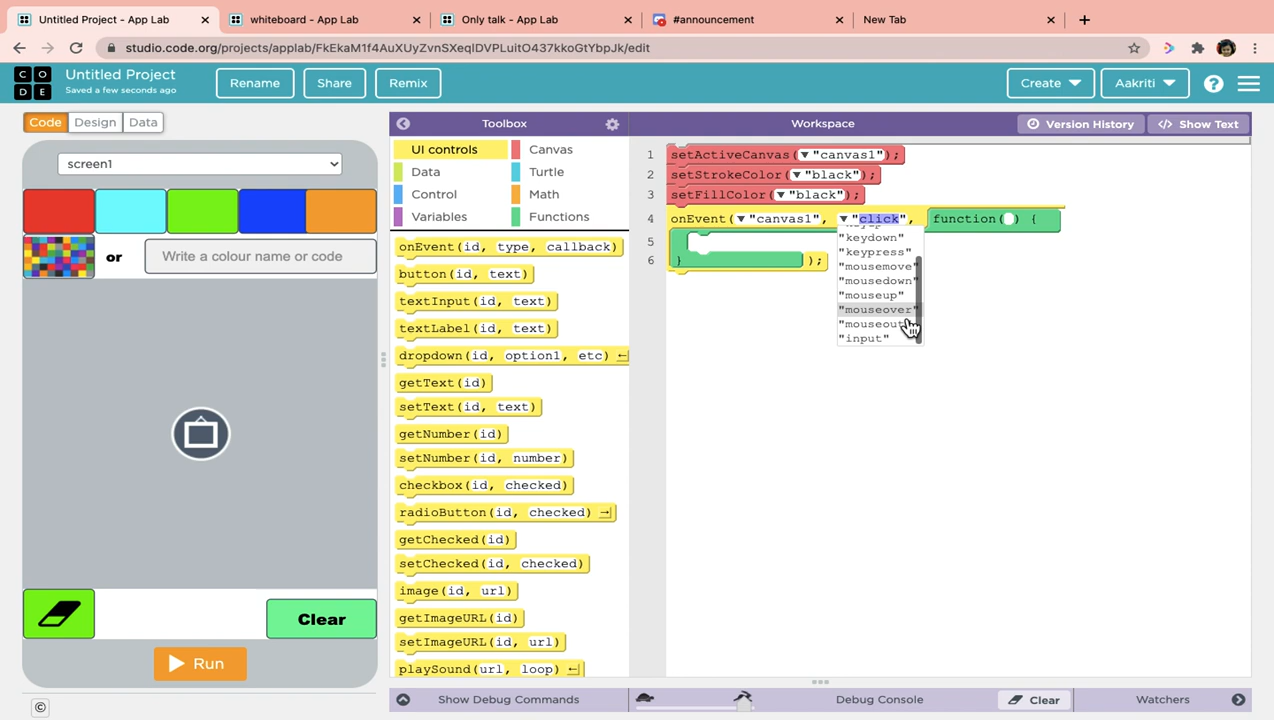 Untitled Project - App Lab
whiteboard - App Lab
Only talk - App Lab
#announcement
New Tab
studio.code.org/projects/applab/FkEkaM1f4AuXUyZvnSXeqlDVPLuitO437kkoGtYbpJk/edit
C O D E
Untitled Project
Saved a few seconds ago
Rename
Share
Remix
Create
Aakriti
?
Code
Design
Data
Toolbox
Workspace
Version History
</> Show Text
screen1
or
Write a colour name or code
Clear
Run
UI controls
Canvas
Data
Turtle
Control
Math
Variables
Functions
onEvent(id, type, callback)
button(id, text)
textInput(id, text)
textLabel(id, text)
dropdown(id, option1, etc)
getText(id)
setText(id, text)
getNumber(id)
setNumber(id, number)
checkbox(id, checked)
radioButton(id, checked)
getChecked(id)
setChecked(id, checked)
image(id, url)
getImageURL(id)
setImageURL(id, url)
playSound(url, loop)
1 setActiveCanvas("canvas1");
2 setStrokeColor("black");
3 setFillColor("black");
4 onEvent("canvas1", "click", function() {
5
6 } );
"keydown"
"keypress"
"mousemove"
"mousedown"
"mouseup"
"mouseover"
"input"
Show Debug Commands
Debug Console
Clear
Watchers
©